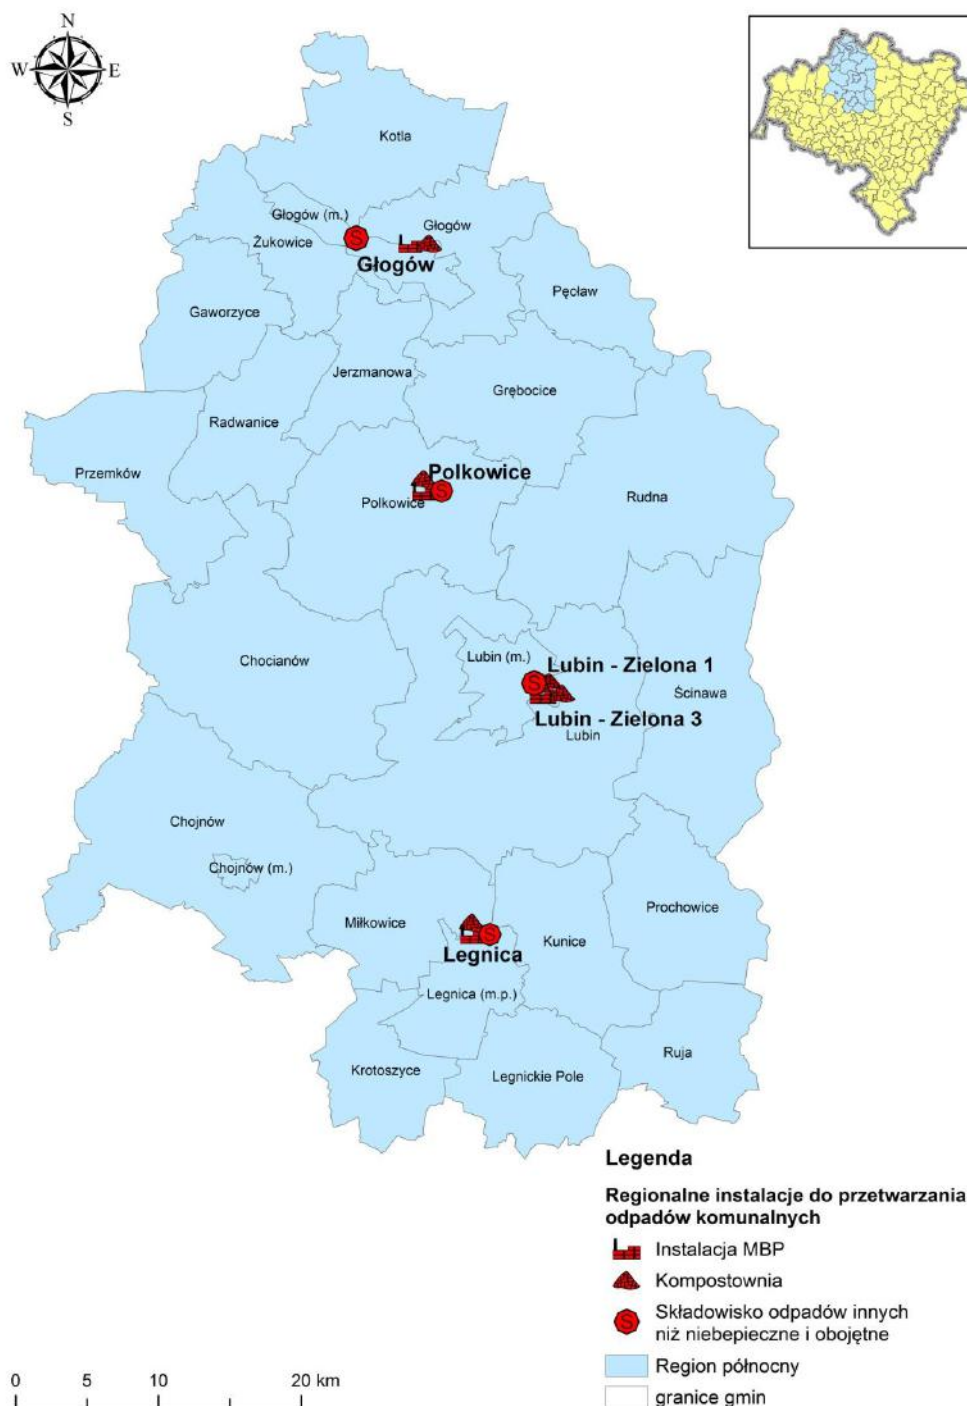 N
W E
S
Kotla
Głogów (m.)
Głogów
Żukowice
Głogów
Pęcław
Gaworzyce
Jerzmanowa
Grębocice
Radwanice
Przemków
Polkowice
Polkowice
Rudna
Lubin (m.)
Lubin - Zielona 1
Chocianów
Ścinawa
Lubin - Zielona 3
Lubin
Chojnów
Chojnów (m.)
Prochowice
Miłkowice
Kunice
Legnica
Legnica (m.p.)
Ruja
Krotoszyce
Legnickie Pole
Legenda
Regionalne instalacje do przetwarzania
odpadów komunalnych
Instalacja MBP
Kompostownia
S
Składowisko odpadów innych
niż niebepieczne i obojętne
Region północny
granice gmin
0 5 10 20 km